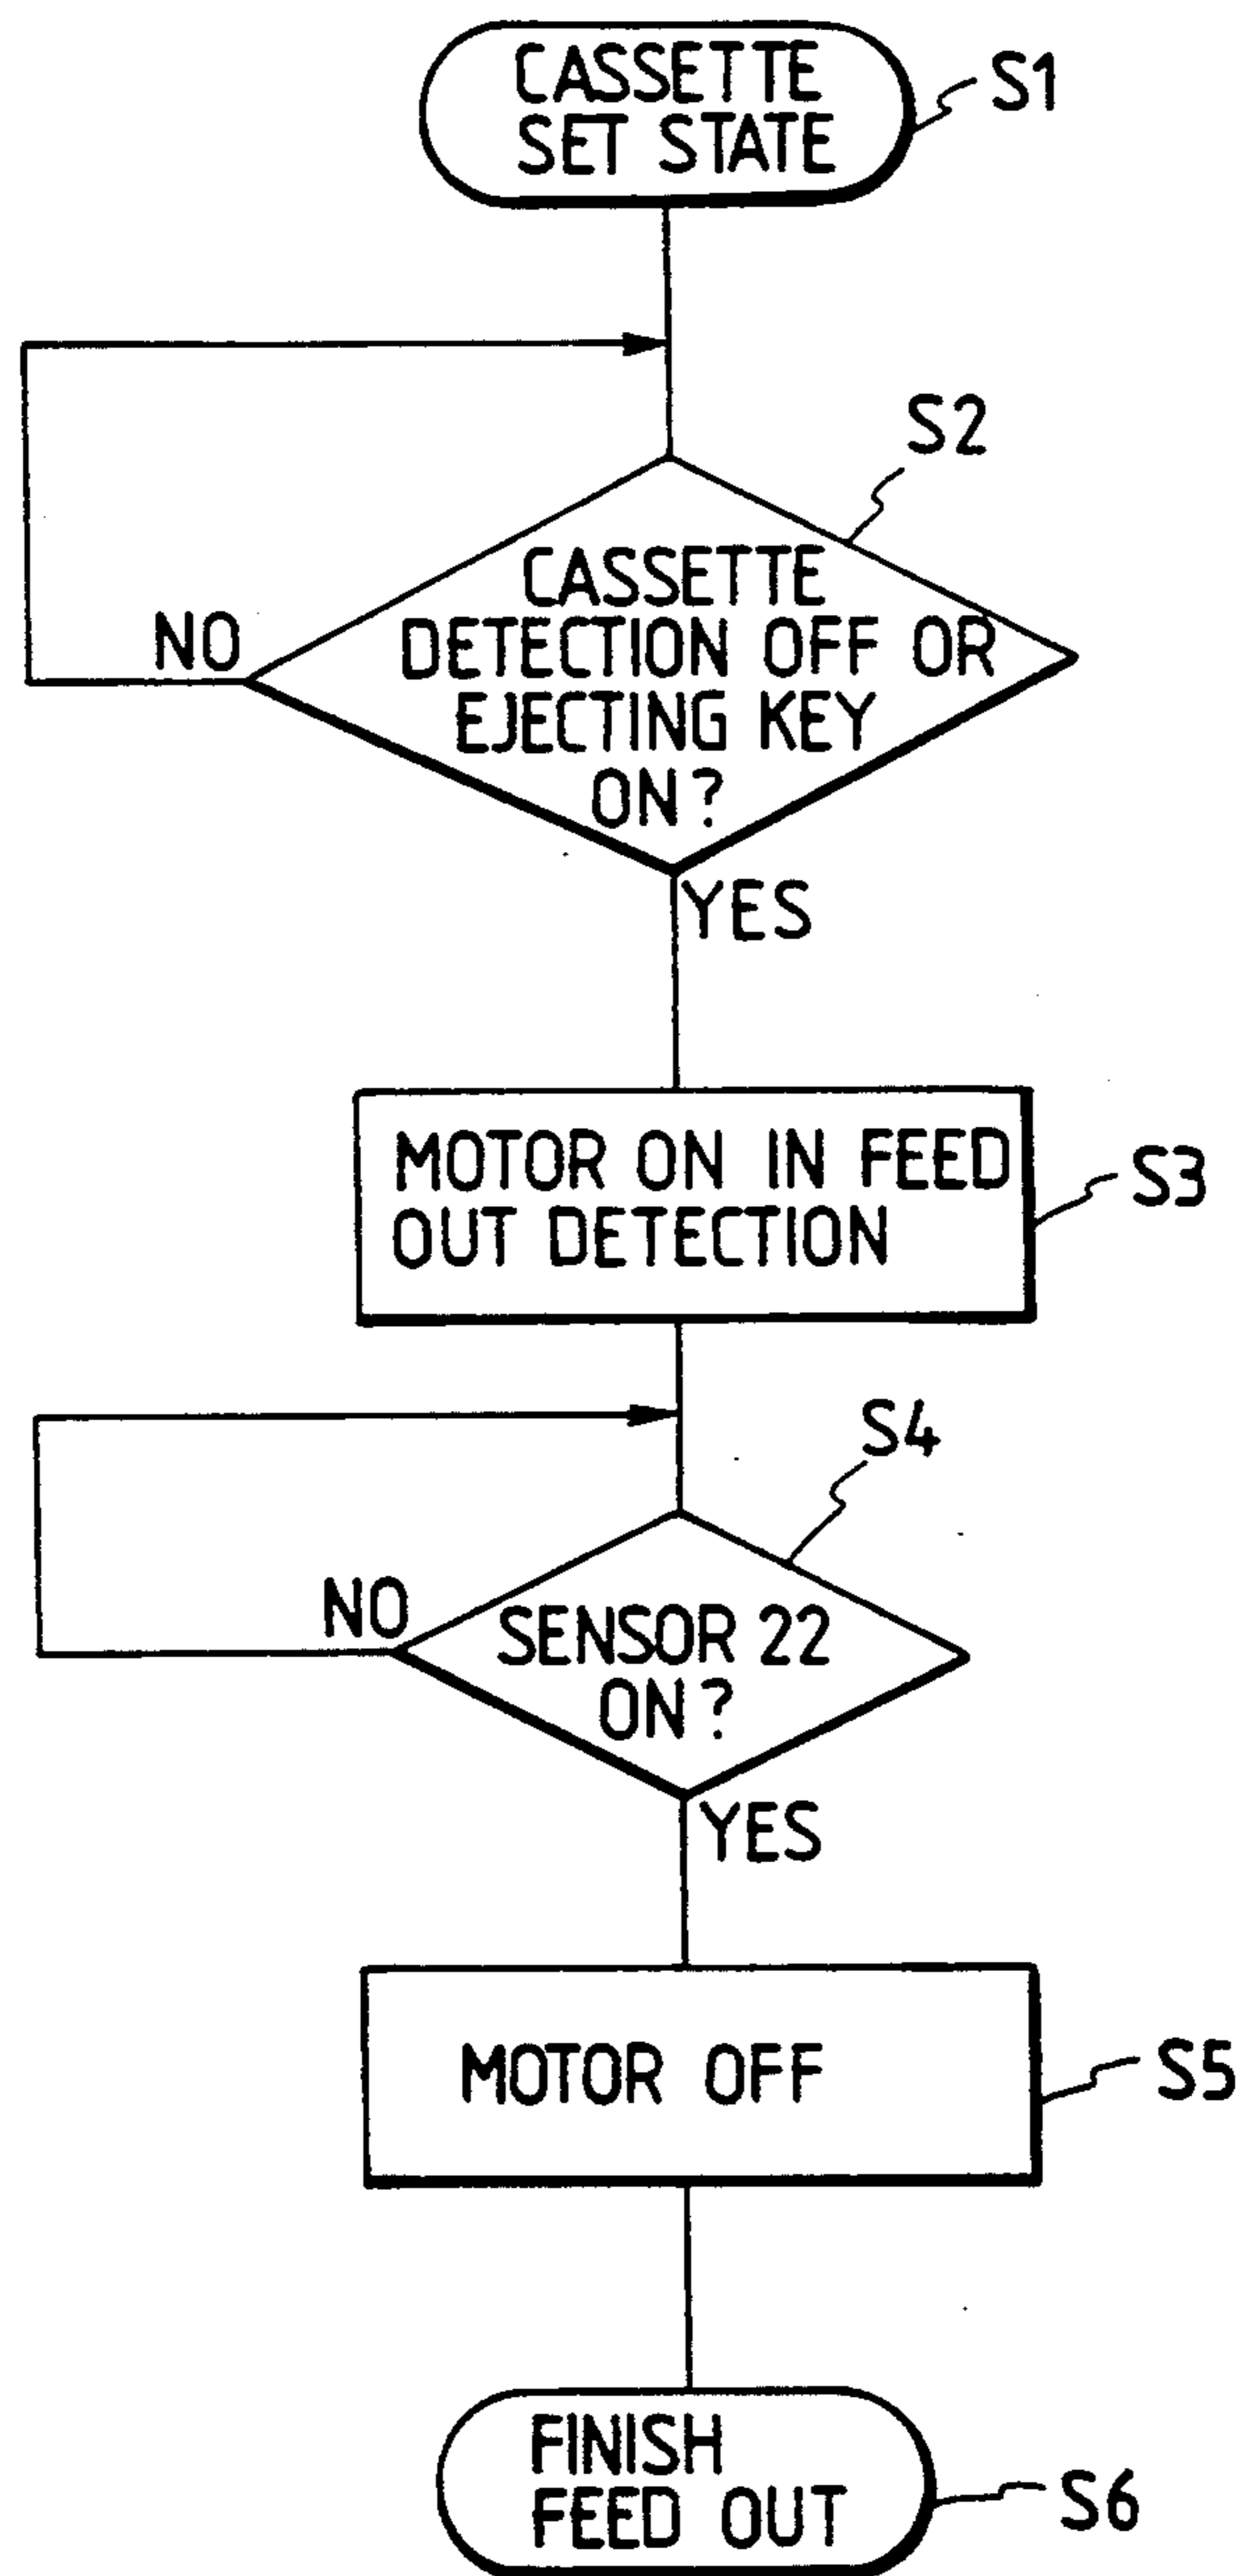 CASSETTE
SET STATE
S1
S2
CASSETTE
DETECTION OFF OR
EJECTING KEY
ON?
NO
YES
MOTOR ON IN FEED
OUT DETECTION
S3
S4
SENSOR 22
ON?
NO
YES
MOTOR OFF
S5
FINISH
FEED OUT
S6